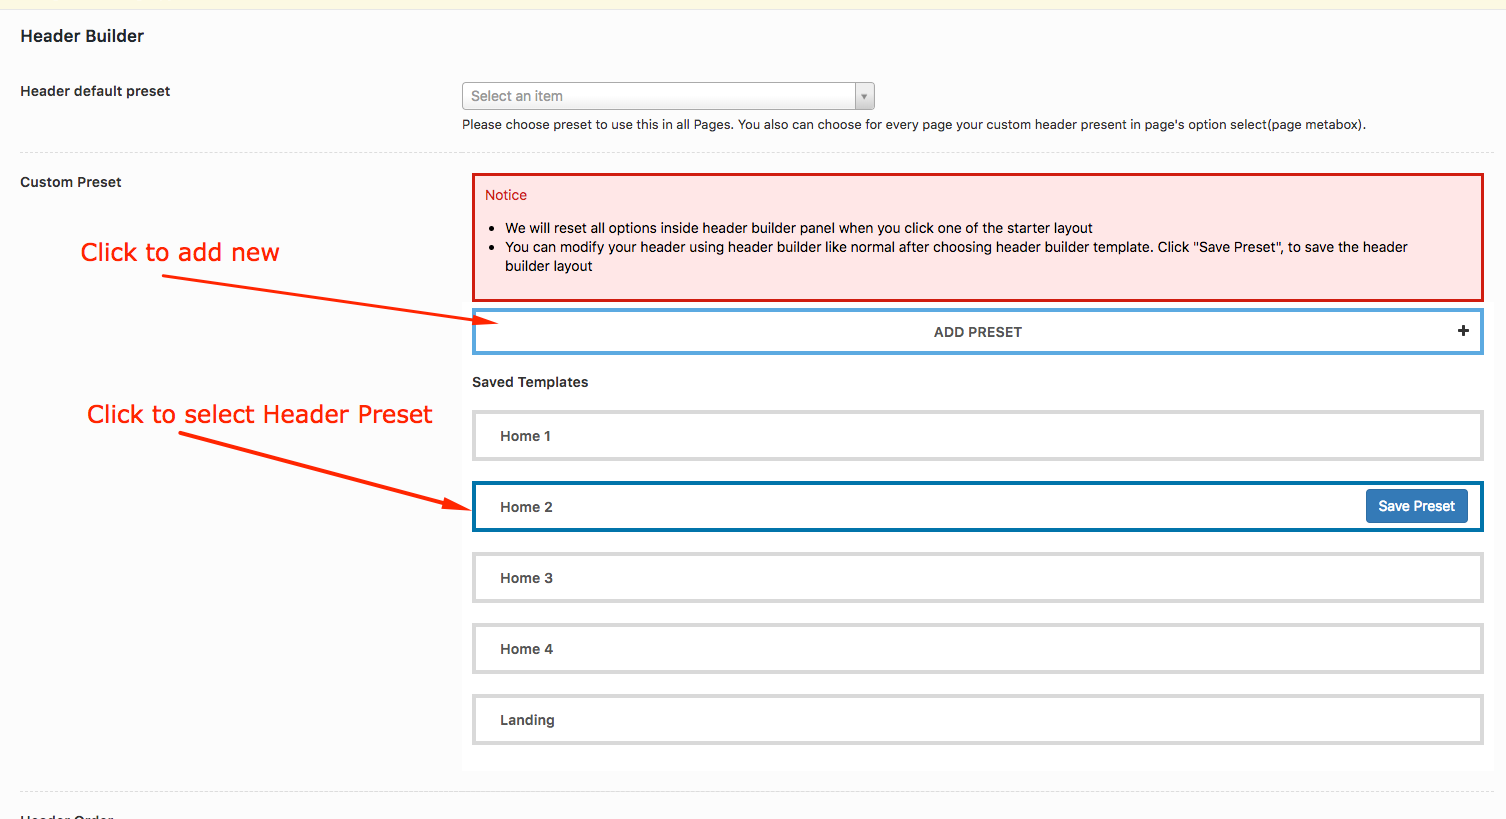 Header Builder
Header default preset
Select an item
Please choose preset to use this in all Pages. You also can choose for every page your custom header present in page's option select(page metabox).
Custom Preset
Notice
We will reset all options inside header builder panel when you click one of the starter layout
You can modify your header using header builder like normal after choosing header builder template. Click "Save Preset", to save the header
builder layout
Click to add new
ADD PRESET
Saved Templates
Click to select Header Preset
Home 1
Home 2
Save Preset
Home 3
Home 4
Landing
Header Order